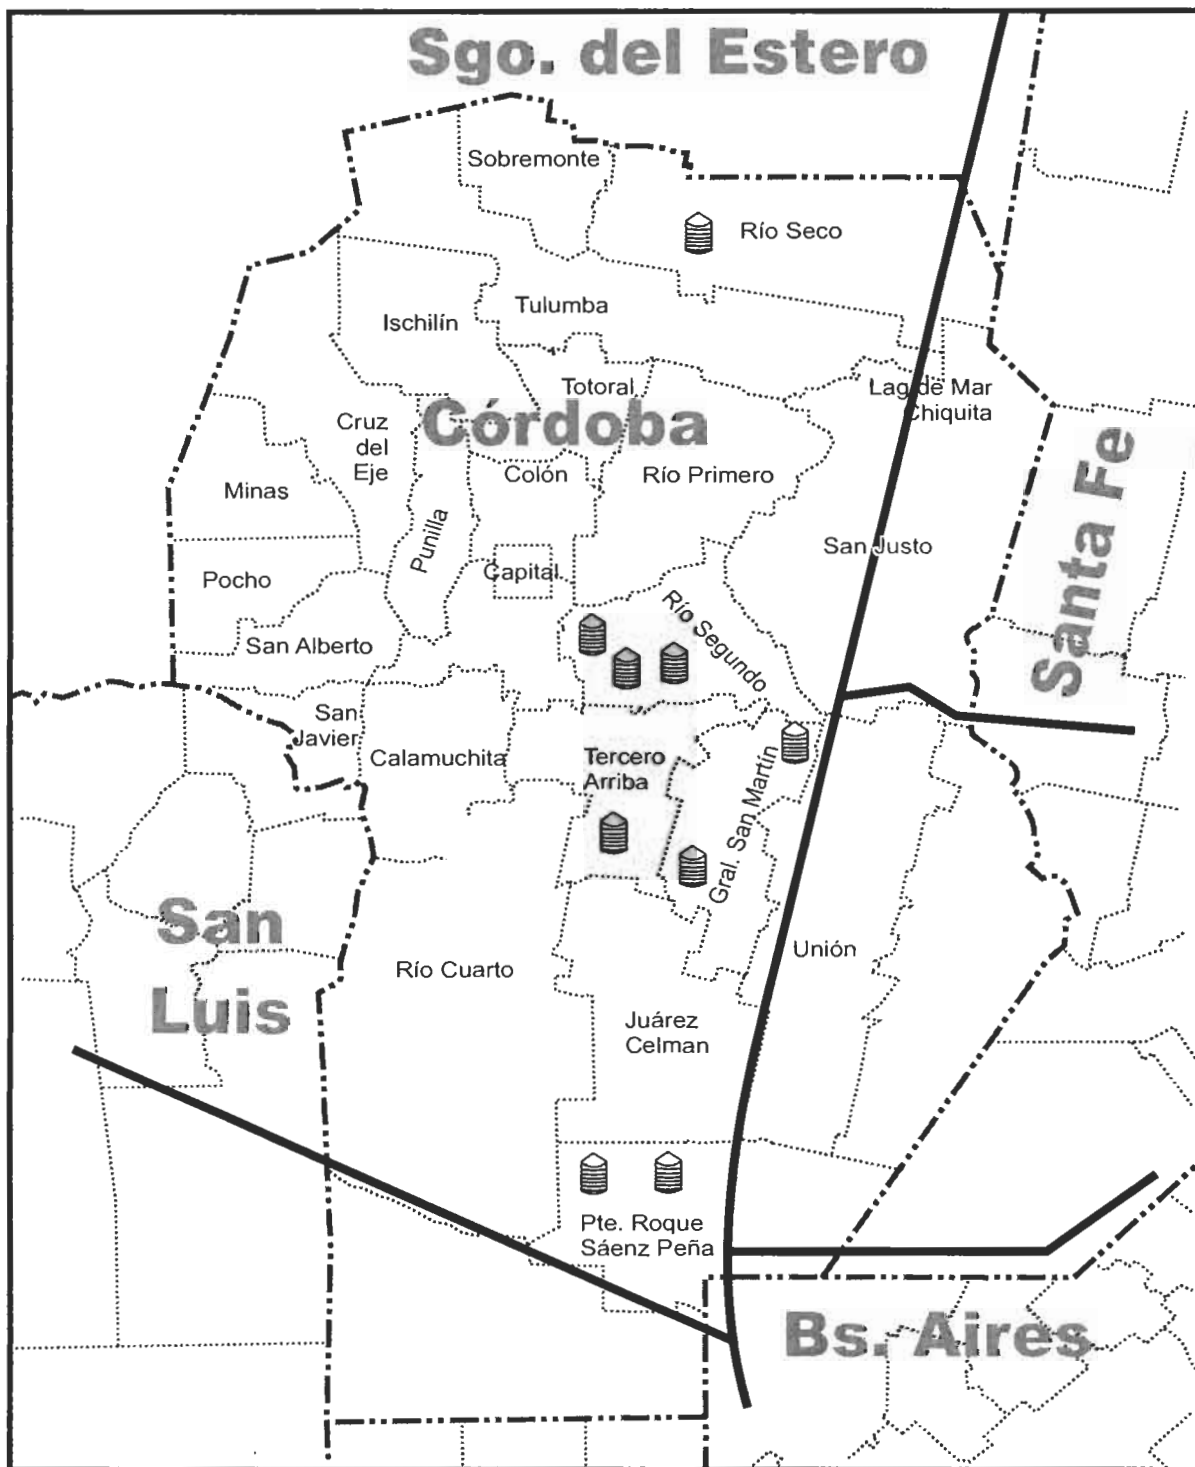 Sgo. del Estero
Sobremonte
Río Seco
Tulumba
Ischilín
Totoral
Lag de Mar
Chiquita
Córdoba
Cruz
del
Eje
Colón
Río Primero
Minas
Punilla
Santa Fe
San Justo
Capital
Pocho
Río Segundo
San Alberto
San
Javier
Calamuchita
Tercero
Arriba
Gral. San Martín
San
Luis
Río Cuarto
Unión
Juárez
Celman
Pte. Roque
Sáenz Peña
Bs. Aires